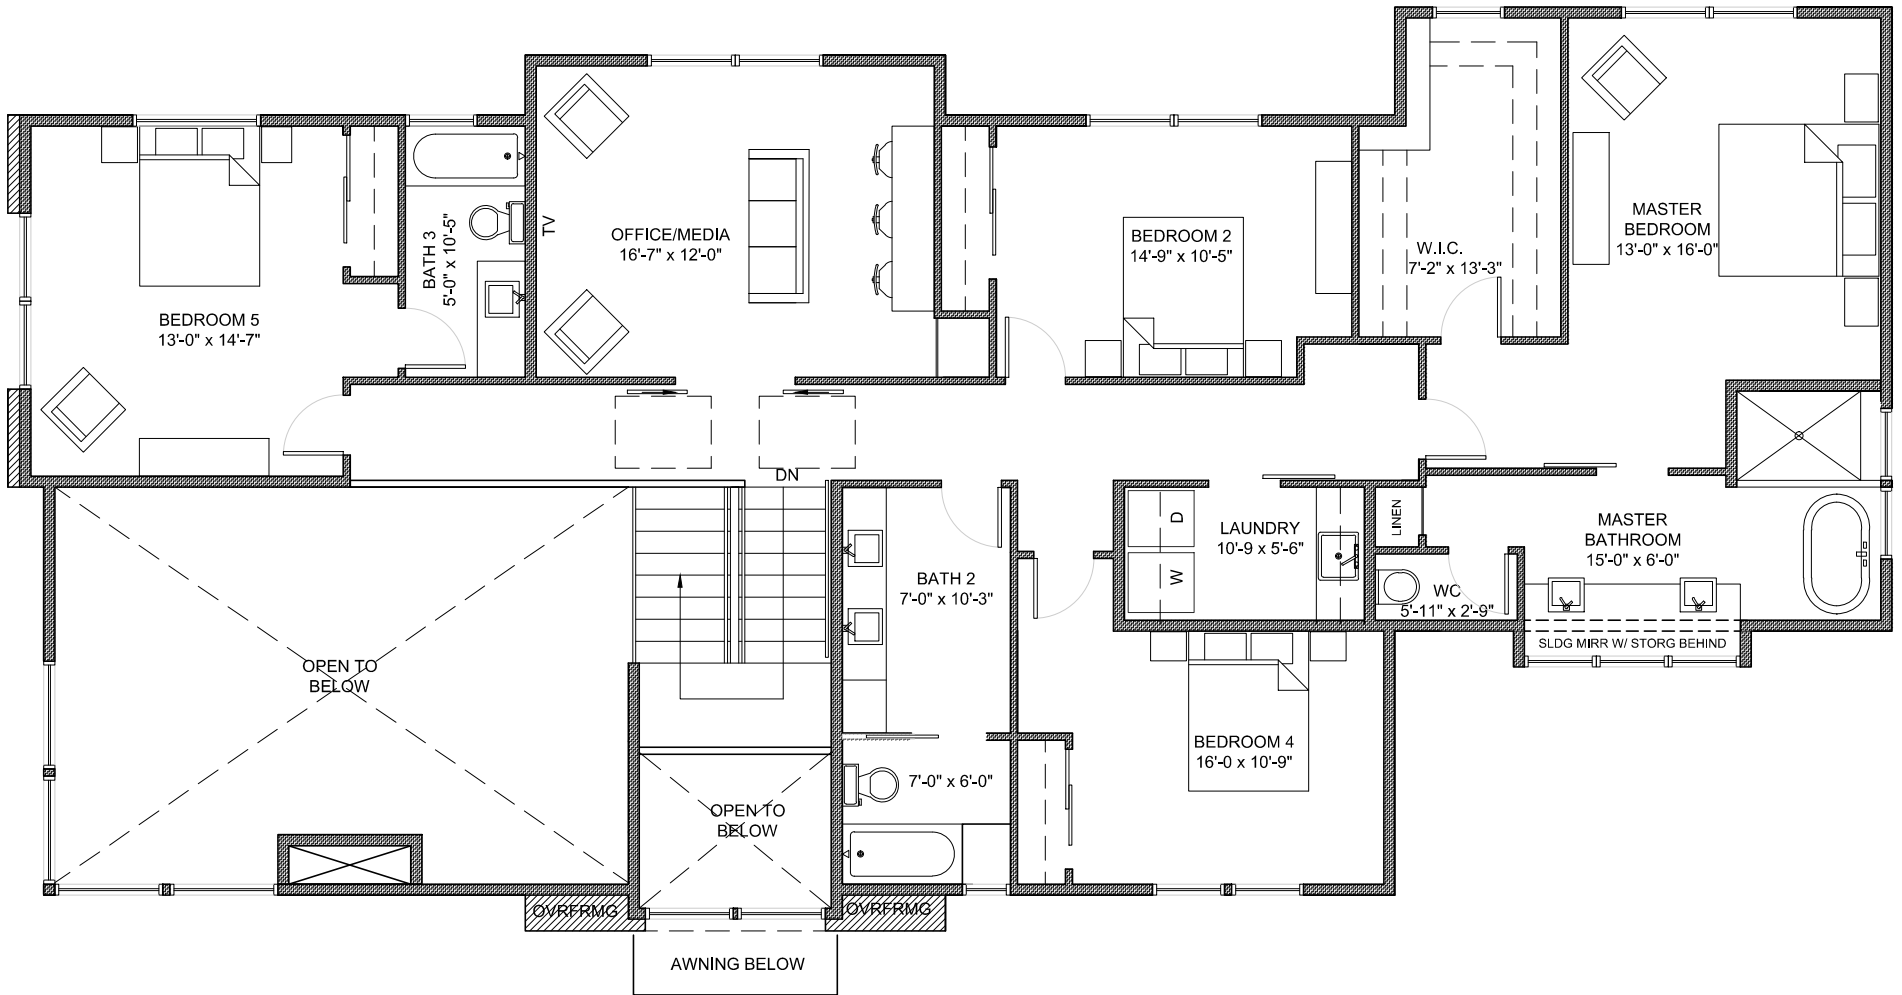 MASTER
BEDROOM
13'-0" x 16'-0"
TV
OFFICE/MEDIA
16'-7" x 12'-0"
BEDROOM 2
14'-9" x 10'-5"
W.I.C.
7'-2" x 13'-3"
BATH 3
5'-0" x 10'-5"
BEDROOM 5
13'-0" x 14'-7"
DN
D
W
LAUNDRY
10'-9 x 5'-6"
LINEN
MASTER
BATHROOM
15'-0" x 6'-0"
BATH 2
7'-0" x 10'-3"
WC
5'-11" x 2'-9"
SLDG MIRR W/ STORG BEHIND
OPEN TO
BELOW
BEDROOM 4
16'-0 x 10'-9"
7'-0" x 6'-0"
OPEN TO
BELOW
OVRFRMG
OVRFRMG
AWNING BELOW